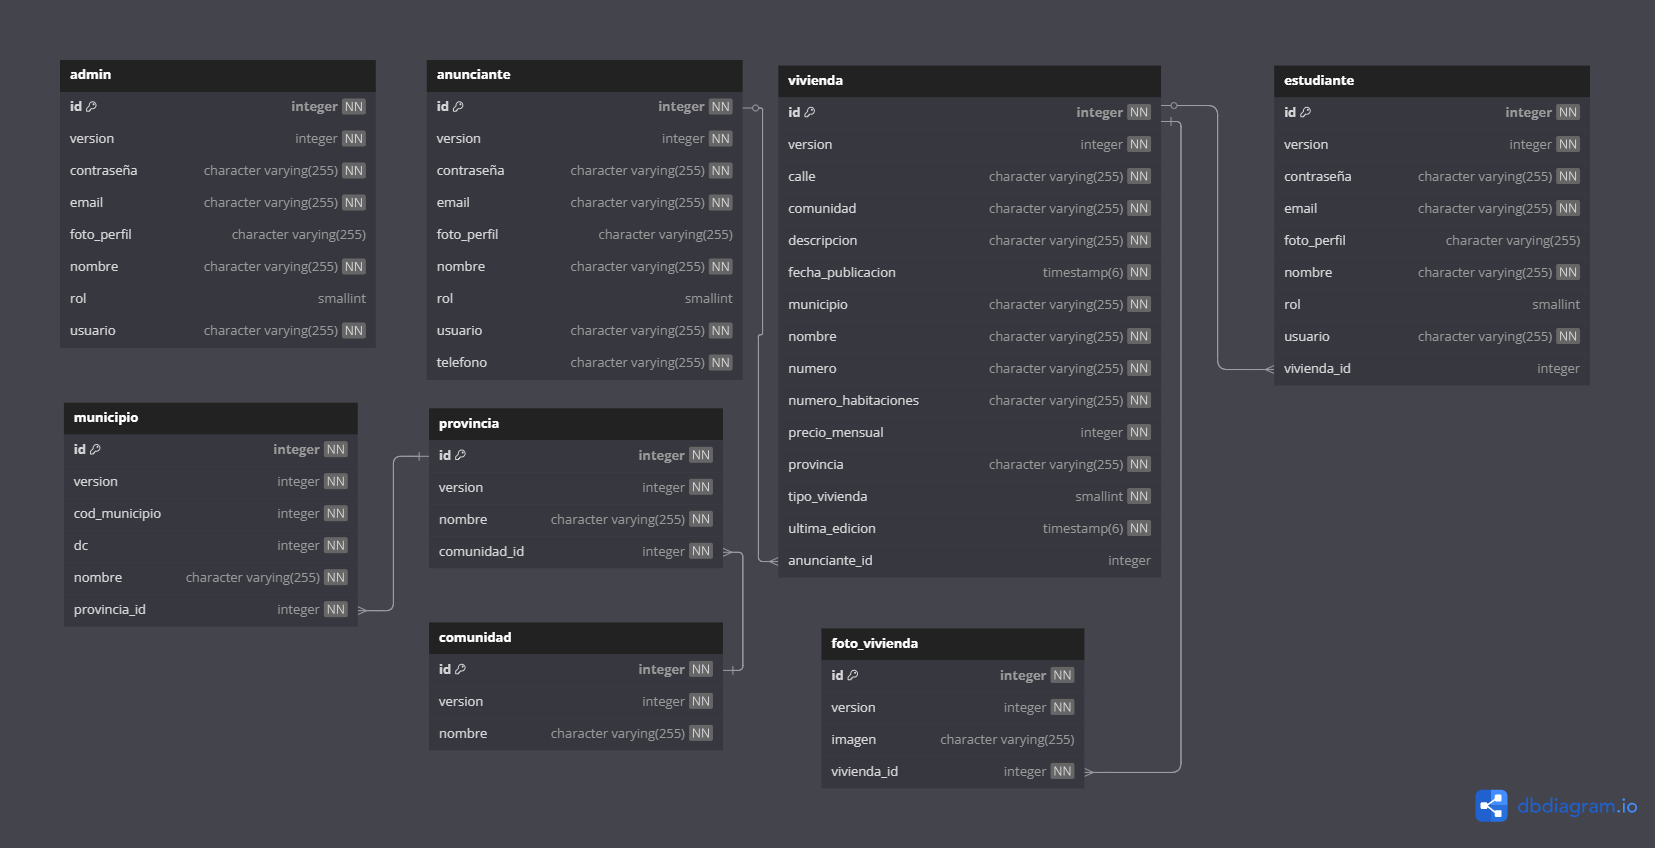 admin
id integer NN
version integer NN
contraseña character varying(255) NN
email character varying(255) NN
foto_perfil character varying(255)
nombre character varying(255) NN
rol smallint
usuario character varying(255) NN
anunciante
id integer NN
version integer NN
contraseña character varying(255) NN
email character varying(255) NN
foto_perfil character varying(255)
nombre character varying(255) NN
rol smallint
usuario character varying(255) NN
telefono character varying(255) NN
vivienda
id integer NN
version integer NN
calle character varying(255) NN
comunidad character varying(255) NN
descripcion character varying(255) NN
fecha_publicacion timestamp(6) NN
municipio character varying(255) NN
nombre character varying(255) NN
numero character varying(255) NN
numero_habitaciones character varying(255) NN
precio_mensual integer NN
provincia character varying(255) NN
tipo_vivienda smallint NN
ultima_edicion timestamp(6) NN
anunciante_id integer
estudiante
id integer NN
version integer NN
contraseña character varying(255) NN
email character varying(255) NN
foto_perfil character varying(255)
nombre character varying(255) NN
rol smallint
usuario character varying(255) NN
vivienda_id integer
municipio
id integer NN
version integer NN
cod_municipio integer NN
dc integer NN
nombre character varying(255) NN
provincia_id integer NN
provincia
id integer NN
version integer NN
nombre character varying(255) NN
comunidad_id integer NN
comunidad
id integer NN
version integer NN
nombre character varying(255) NN
foto_vivienda
id integer NN
version integer NN
imagen character varying(255)
vivienda_id integer NN
dbdiagram.io